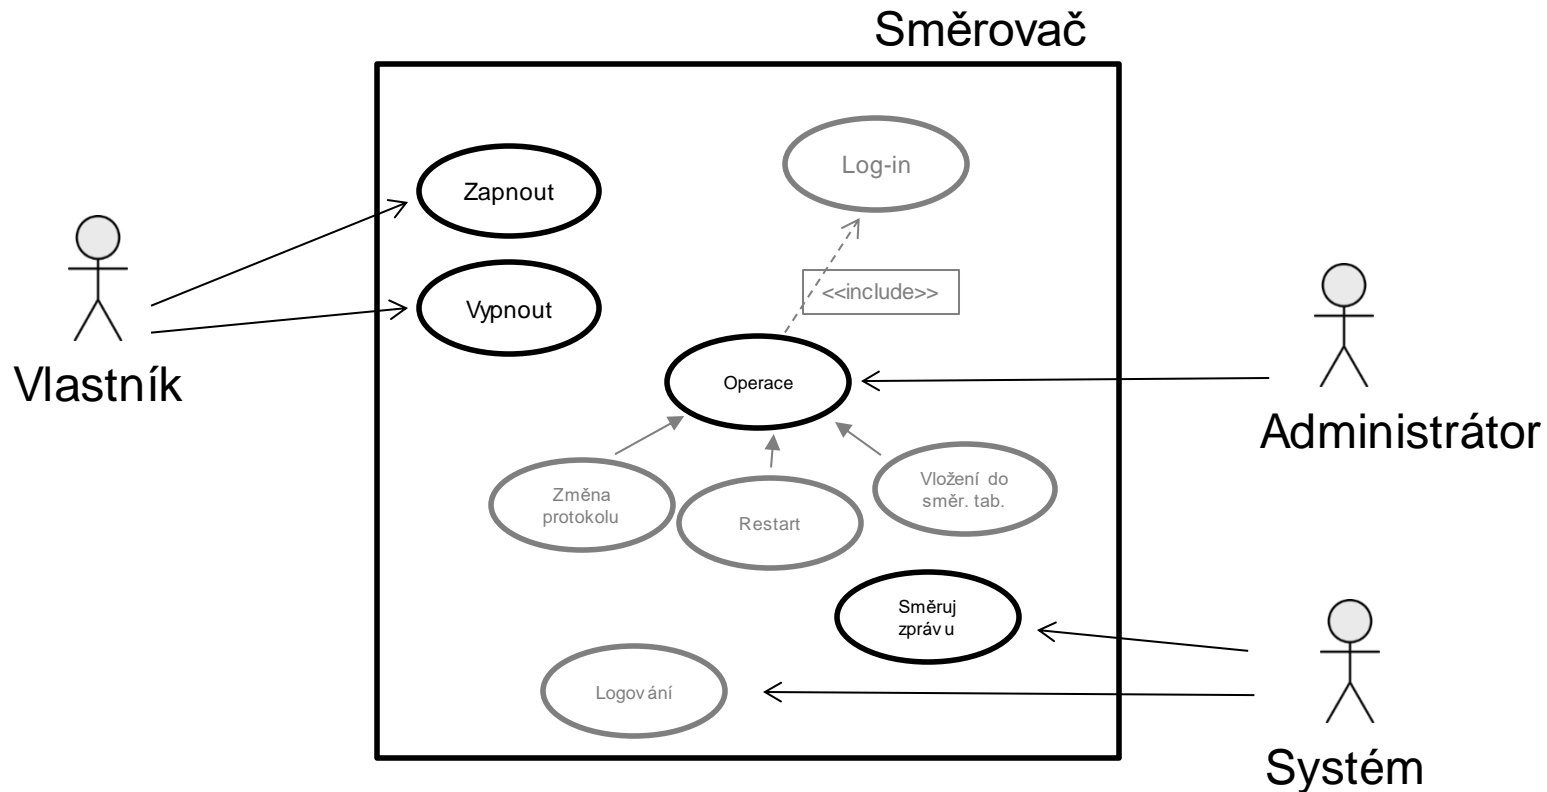 Směrovač
Log-in
Zapnout
<<include>>
Vypnout
Vlastník
Operace
Administrátor
Změna
protokolu
Restart
Vložení do
směr. tab.
Směruj
zprávu
Logování
Systém